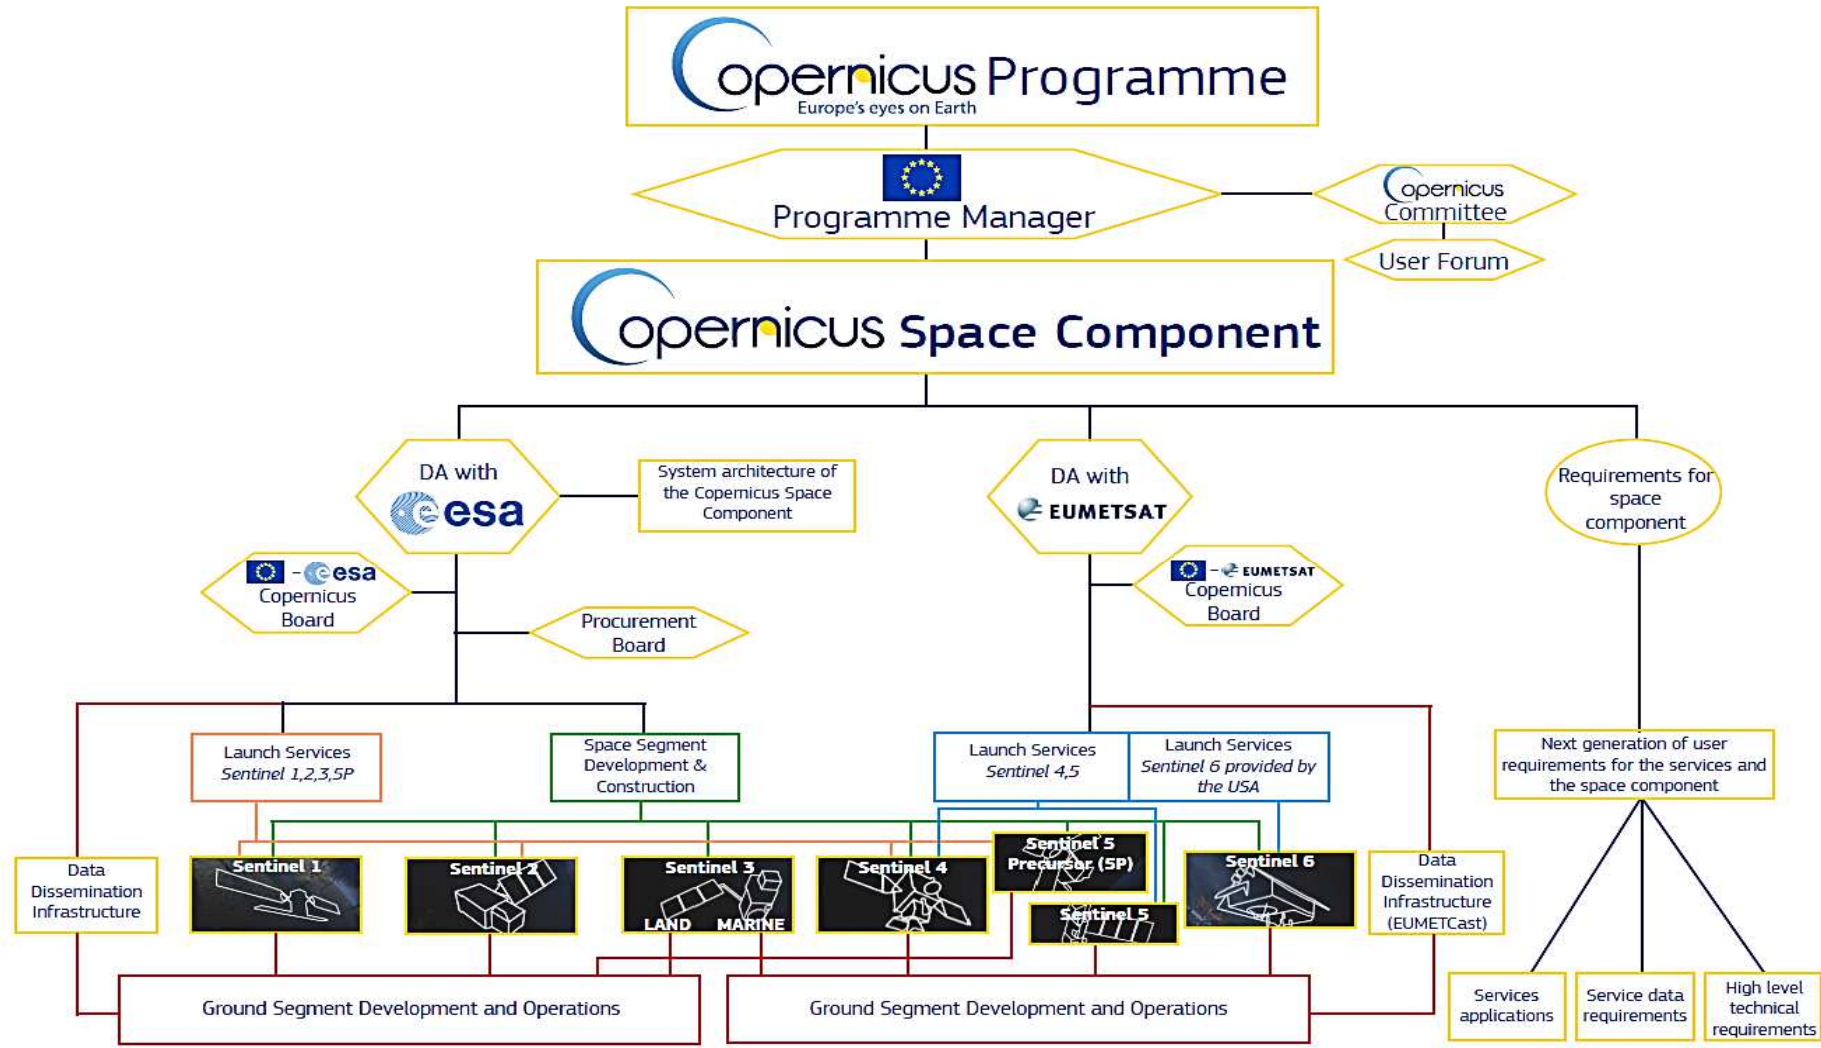 Copernicus Programme
Europe's eyes on Earth
Programme Manager
Copernicus
Committee
User Forum
Copernicus Space Component
DA with
esa
System architecture of
the Copernicus Space
Component
DA with
EUMETSAT
Requirements for
space
component
- esa
Copernicus
Board
Procurement
Board
- EUMETSAT
Copernicus
Board
Launch Services
Sentinel 1,2,3,5P
Space Segment
Development &
Construction
Launch Services
Sentinel 4,5
Launch Services
Sentinel 6 provided by
the USA
Next generation of user
requirements for the services and
the space component
Data
Dissemination
Infrastructure
Sentinel 1
Sentinel 2
Sentinel 3
LAND MARINE
Sentinel 4
Sentinel 5
Precursor (5P)
Sentinel 5
Sentinel 6
Data
Dissemination
Infrastructure
(EUMETCast)
Ground Segment Development and Operations
Ground Segment Development and Operations
Services
applications
Service data
requirements
High level
technical
requirements